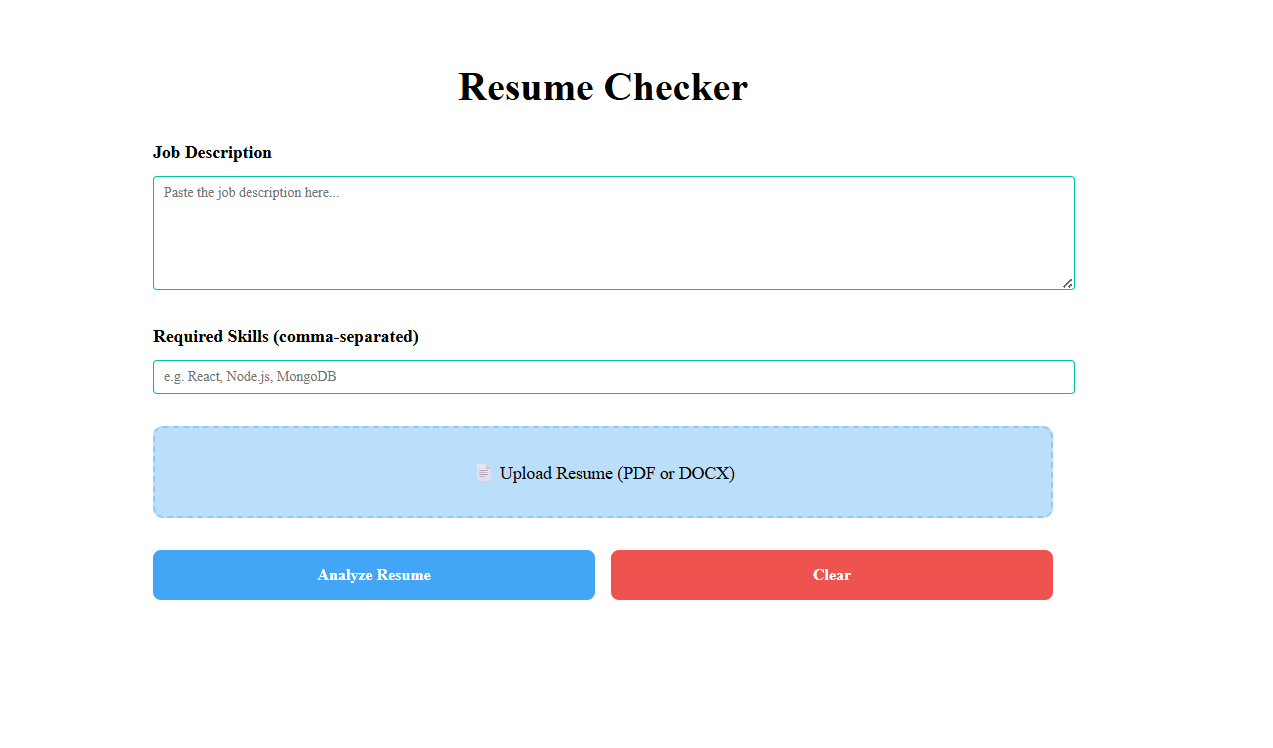 Resume Checker
Job Description
Paste the job description here...
Required Skills (comma-separated)
e.g. React, Node.js, MongoDB
Upload Resume (PDF or DOCX)
Analyze Resume
Clear